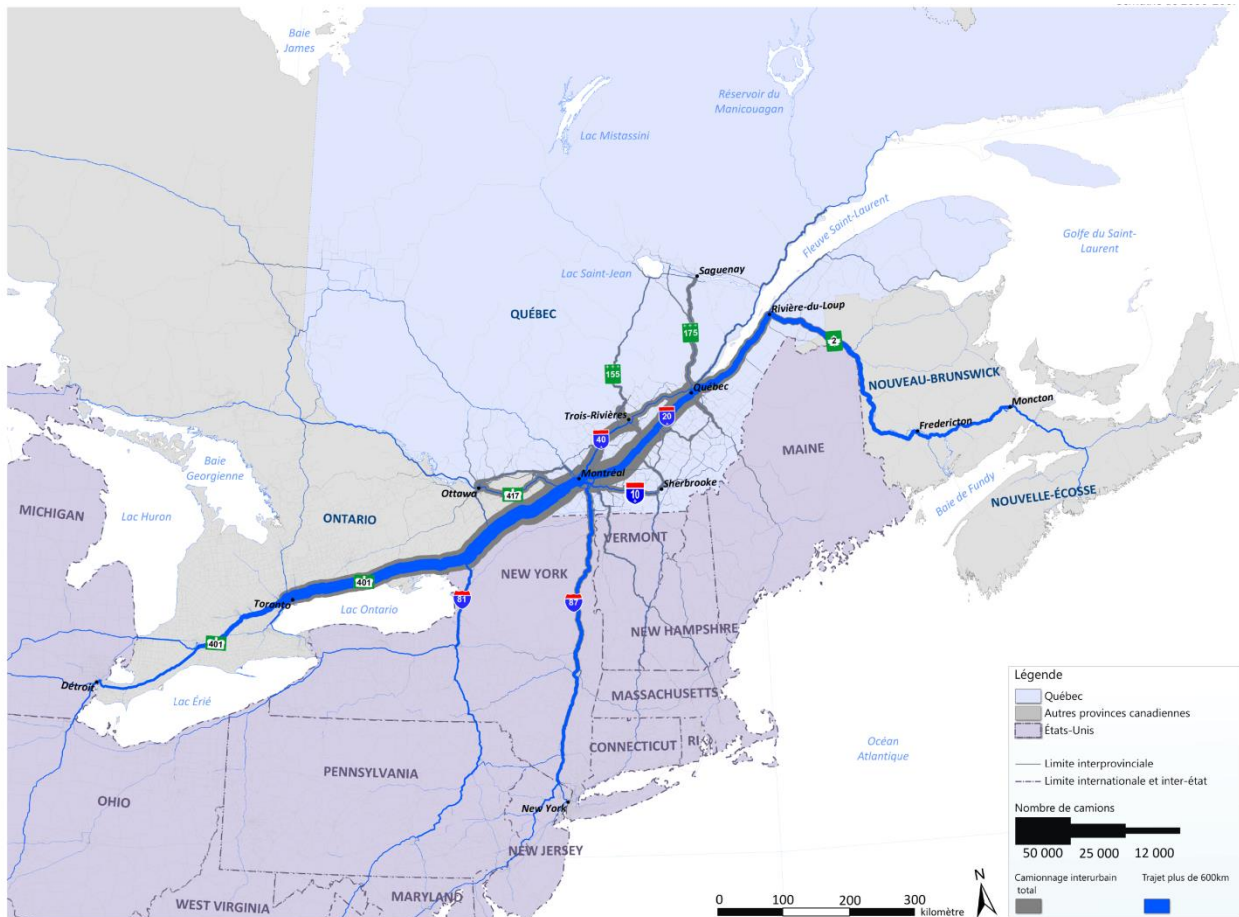 Baie
James
Réservoir du
Manicouagan
Lac Mistassini
Fleuve Saint-Laurent
Golfe du Saint-
Laurent
Lac Saint-Jean
Saguenay
QUÉBEC
Rivière-du-Loup
175
2
155
NOUVEAU-BRUNSWICK
Québec
Trois-Rivières
20
Moncton
Fredericton
40
MAINE
Baie
Georgienne
Montréal
Ottawa
417
10
Sherbrooke
Baie de Fundy
NOUVELLE-ÉCOSSE
MICHIGAN
Lac Huron
ONTARIO
VERMONT
NEW YORK
401
Toronto
Lac Ontario
81
87
NEW HAMPSHIRE
401
Détroit
Lac Érié
MASSACHUSETTS
CONNECTICUT
RI
Océan
Atlantique
PENNSYLVANIA
OHIO
New York
NEW JERSEY
MARYLAND
WEST VIRGINIA
Légende
Québec
Autres provinces canadiennes
États-Unis
Limite interprovinciale
Limite internationale et inter-état
Nombre de camions
50 000 25 000 12 000
Camionnage interurbain
total
Trajet plus de 600km
N
0 100 200 300
kilomètre